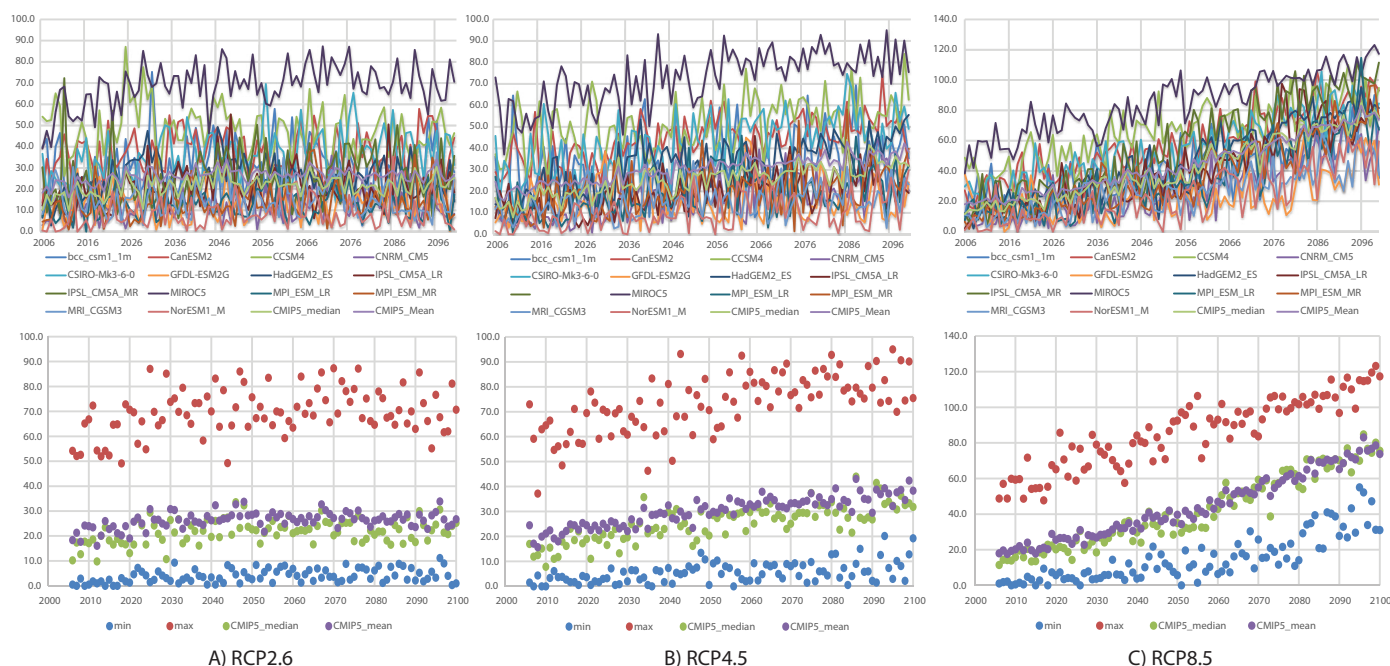 100.0
90.0
80.0
70.0
60.0
50.0
40.0
30.0
20.0
10.0
0.0
2006 2016 2026 2036 2046 2056 2066 2076 2086 2096
bcc_csm1_1m CanESM2 CCSM4 CNRM_CM5
CSIRO-Mk3-6-0 GFDL-ESM2G HadGEM2_ES IPSL_CM5A_LR
IPSL_CM5A_MR MIROC5 MPI_ESM_LR MPI_ESM_MR
MRI_CGSM3 NorESM1_M CMIP5_median CMIP5_Mean
100.0
90.0
80.0
70.0
60.0
50.0
40.0
30.0
20.0
10.0
0.0
2006 2016 2026 2036 2046 2056 2066 2076 2086 2096
bcc_csm1_1m CanESM2 CCSM4 CNRM_CM5
CSIRO-Mk3-6-0 GFDL-ESM2G HadGEM2_ES IPSL_CM5A_LR
IPSL_CM5A_MR MIROC5 MPI_ESM_LR MPI_ESM_MR
MRI_CGSM3 NorESM1_M CMIP5_median CMIP5_Mean
140.0
120.0
100.0
80.0
60.0
40.0
20.0
0.0
2006 2016 2026 2036 2046 2056 2066 2076 2086 2096
bcc_csm1_1m CanESM2 CCSM4 CNRM_CM5
CSIRO-Mk3-6-0 GFDL-ESM2G HadGEM2_ES IPSL_CM5A_LR
IPSL_CM5A_MR MIROC5 MPI_ESM_LR MPI_ESM_MR
MRI_CGSM3 NorESM1_M CMIP5_median CMIP5_Mean
100.0
90.0
80.0
70.0
60.0
50.0
40.0
30.0
20.0
10.0
0.0
2000 2010 2020 2030 2040 2050 2060 2070 2080 2090 2100
min max CMIP5_median CMIP5_mean
A) RCP2.6
100.0
90.0
80.0
70.0
60.0
50.0
40.0
30.0
20.0
10.0
0.0
2000 2010 2020 2030 2040 2050 2060 2070 2080 2090 2100
min max CMIP5_median CMIP5_mean
B) RCP4.5
140.0
120.0
100.0
80.0
60.0
40.0
20.0
0.0
2000 2010 2020 2030 2040 2050 2060 2070 2080 2090 2100
min max CMIP5_median CMIP5_mean
C) RCP8.5